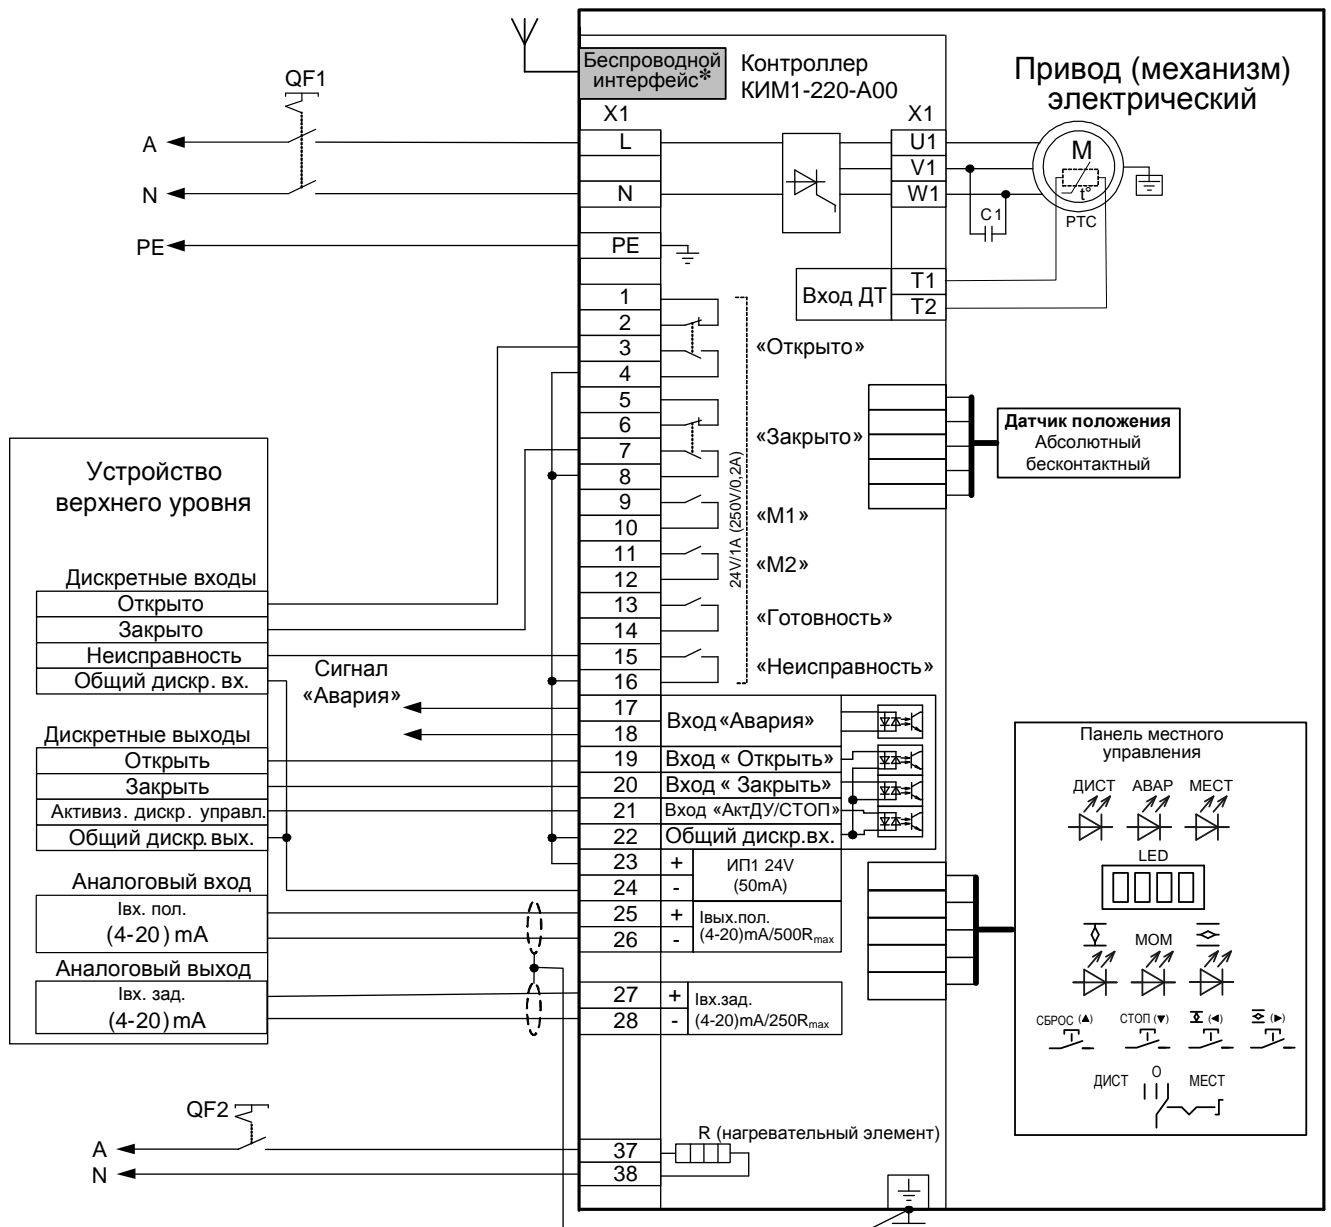 Беспроводной
интерфейс*
Контроллер
КИМ1-220-А00
Привод (механизм)
электрический
QF1
X1
X1
A
L
U1
V1
M
N
N
W1
t°
C1
PTC
PE
PE
T1
Вход ДТ
T2
1
2
3
«Открыто»
4
5
6
«Закрыто»
7
8
9
«М1»
10
11
«М2»
12
13
«Готовность»
14
15
«Неисправность»
16
24V/1A (250V/0,2A)
Датчик положения
Абсолютный
бесконтактный
Устройство
верхнего уровня
Дискретные входы
Открыто
Закрыто
Неисправность
Общий дискр. вх.
Сигнал
«Авария»
17
18
Вход «Авария»
Дискретные выходы
Открыть
19
Вход « Открыть»
Закрыть
20
Вход « Закрыть»
Активиз. дискр. управл.
21
Вход «АктДУ/СТОП»
Общий дискр. вых.
22
Общий дискр.вх.
23
+
ИП1 24V
(50mA)
24
-
Аналоговый вход
Iвх. пол.
(4-20) mA
25
+
Iвых.пол.
(4-20)mA/500Rmax
26
-
Аналоговый выход
Iвх. зад.
(4-20) mA
27
+
Iвх.зад.
(4-20)mA/250Rmax
28
-
Панель местного
управления
ДИСТ АВАР МЕСТ
LED
МОМ
СБРОС (▲) СТОП (▼) (◄) (►)
ДИСТ O МЕСТ
QF2
A
37
R (нагревательный элемент)
N
38